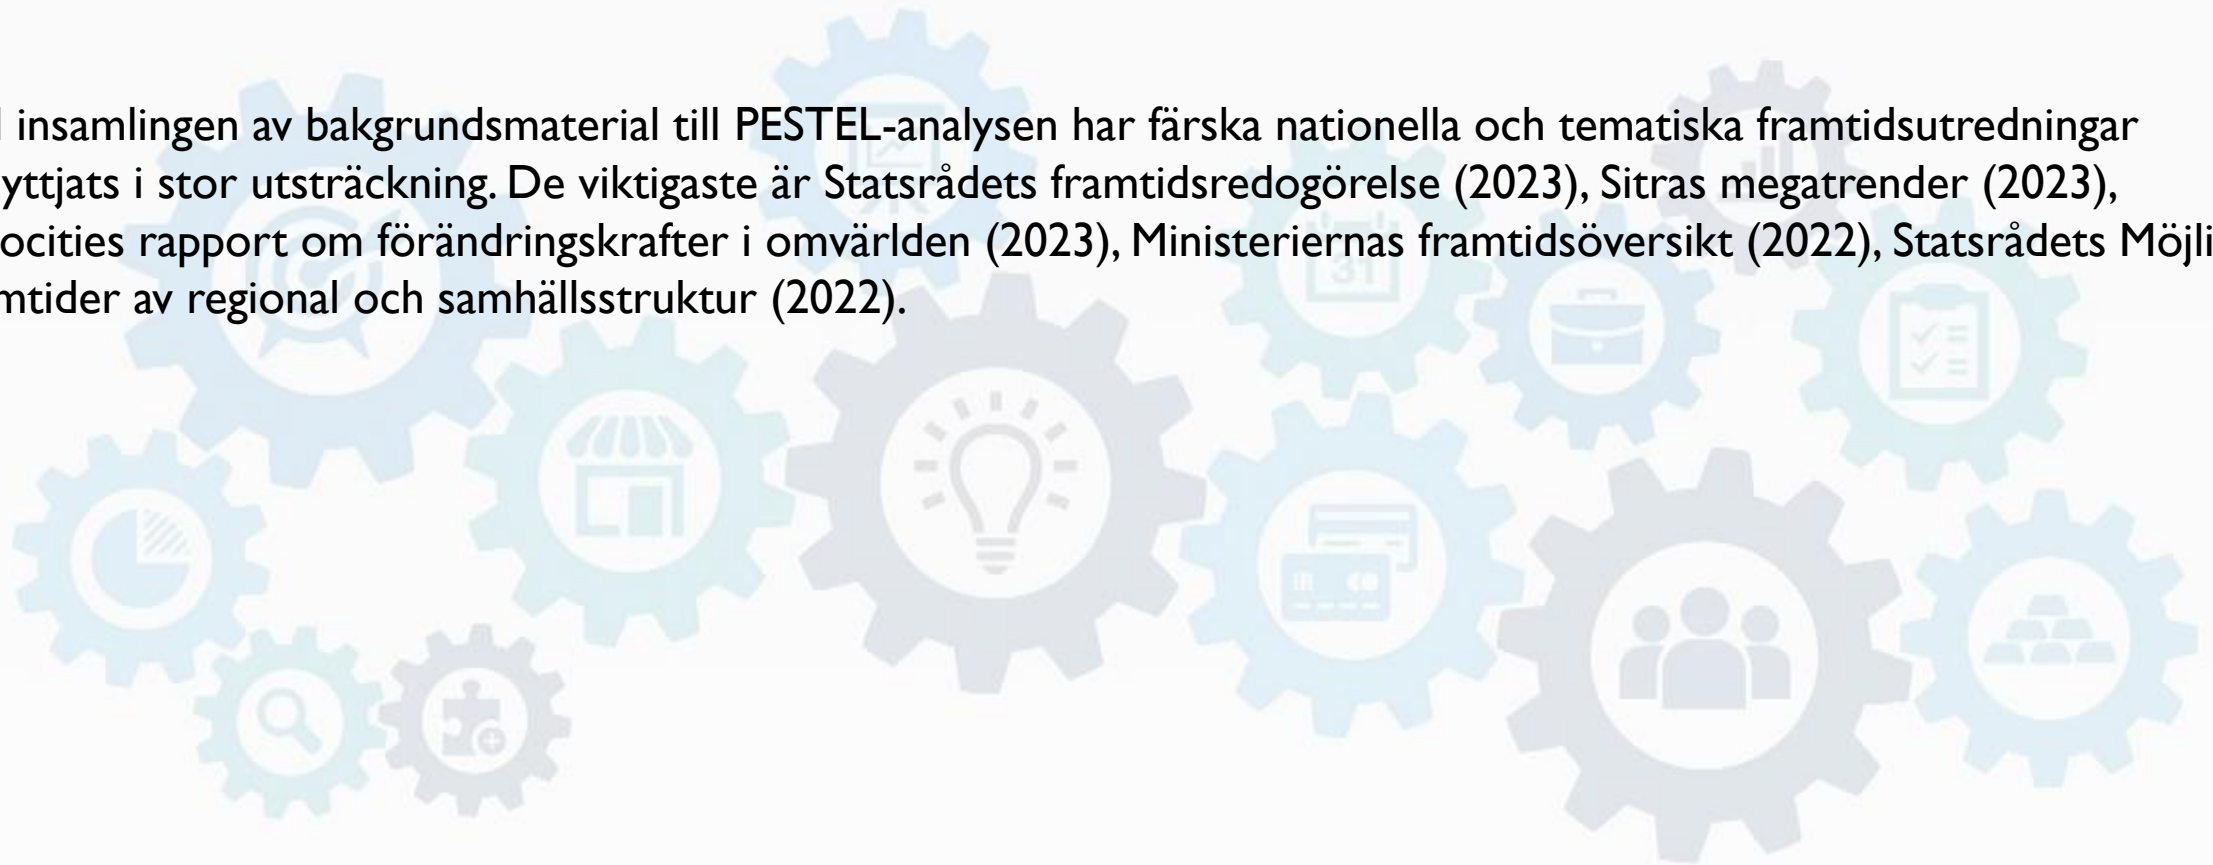 insamlingen av bakgrundsmaterial till PESTEL-analysen har färska nationella och tematiska framtidsutredningar
yttjats i stor utsträckning. De viktigaste är Statsrådets framtidsredogörelse (2023), Sitras megatrender (2023),
ocities rapport om förändringskrafter i omvärlden (2023), Ministeriernas framtidsöversikt (2022), Statsrådets Möjli
mtider av regional och samhällsstruktur (2022).
31